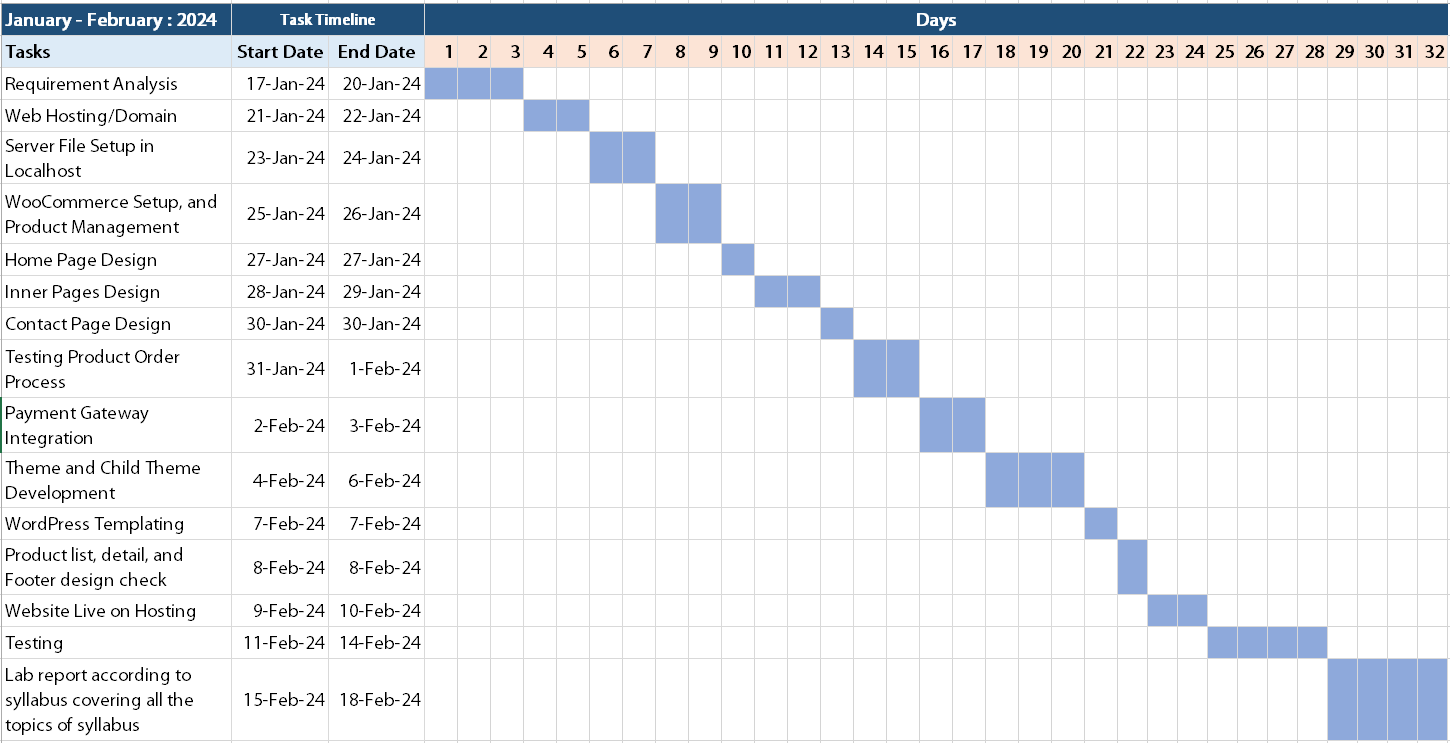 January - February : 2024 Task Timeline Days
Tasks Start Date End Date 1 2 3 4 5 6 7 8 9 10 11 12 13 14 15 16 17 18 19 20 21 22 23 24 25 26 27 28 29 30 31 32
Requirement Analysis 17-Jan-24 20-Jan-24
Web Hosting/Domain 21-Jan-24 22-Jan-24
Server File Setup in
Localhost 23-Jan-24 24-Jan-24
WooCommerce Setup, and
Product Management 25-Jan-24 26-Jan-24
Home Page Design 27-Jan-24 27-Jan-24
Inner Pages Design 28-Jan-24 29-Jan-24
Contact Page Design 30-Jan-24 30-Jan-24
Testing Product Order
Process 31-Jan-24 1-Feb-24
Payment Gateway
Integration 2-Feb-24 3-Feb-24
Theme and Child Theme
Development 4-Feb-24 6-Feb-24
WordPress Templating 7-Feb-24 7-Feb-24
Product list, detail, and
Footer design check 8-Feb-24 8-Feb-24
Website Live on Hosting 9-Feb-24 10-Feb-24
Testing 11-Feb-24 14-Feb-24
Lab report according to
syllabus covering all the 15-Feb-24 18-Feb-24
topics of syllabus